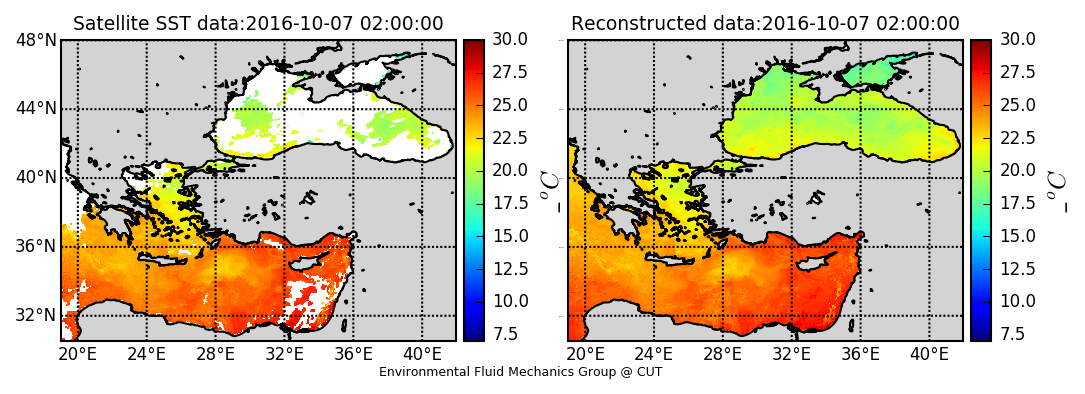 Satellite SST data:2016-10-07 02:00:00
Reconstructed data:2016-10-07 02:00:00
48°N
44°N
40°N
36°N
32°N
20°E 24°E 28°E 32°E 36°E 40°E
30.0
27.5
25.0
22.5
20.0
17.5
15.0
12.5
10.0
7.5
_°C
20°E 24°E 28°E 32°E 36°E 40°E
30.0
27.5
25.0
22.5
20.0
17.5
15.0
12.5
10.0
7.5
_°C
Environmental Fluid Mechanics Group @ CUT